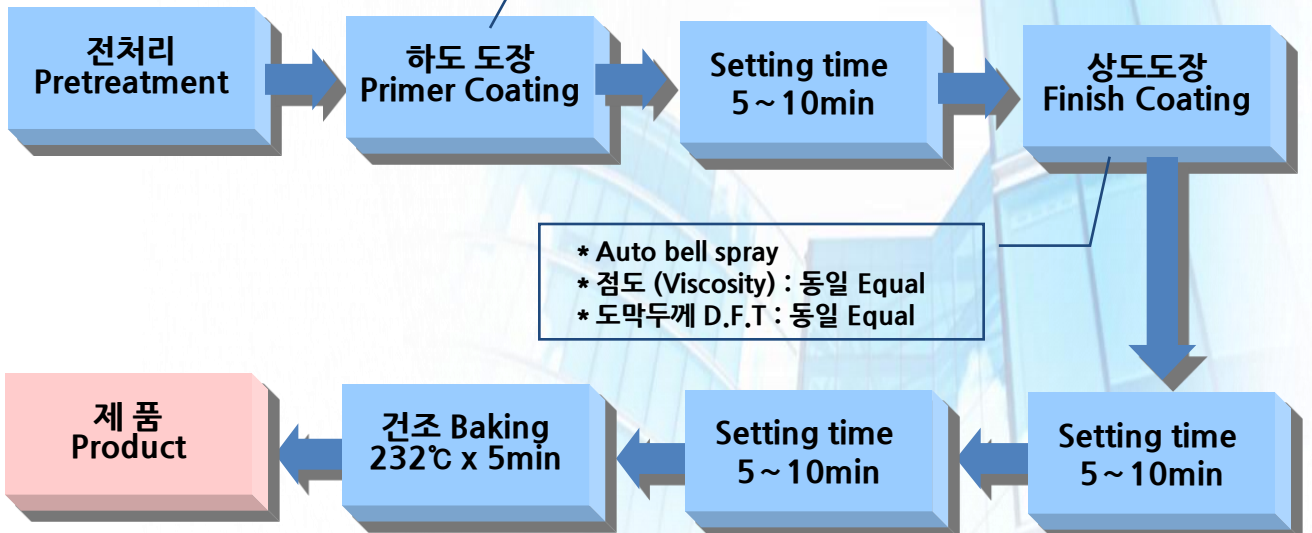 전처리
Pretreatment
하도 도장
Primer Coating
Setting time
5~10min
상도도장
Finish Coating
* Auto bell spray
* 점도 (Viscosity) : 동일 Equal
* 도막두께 D.F.T : 동일 Equal
Setting time
5~10min
Setting time
5~10min
건조 Baking
232℃ x 5min
제 품
Product